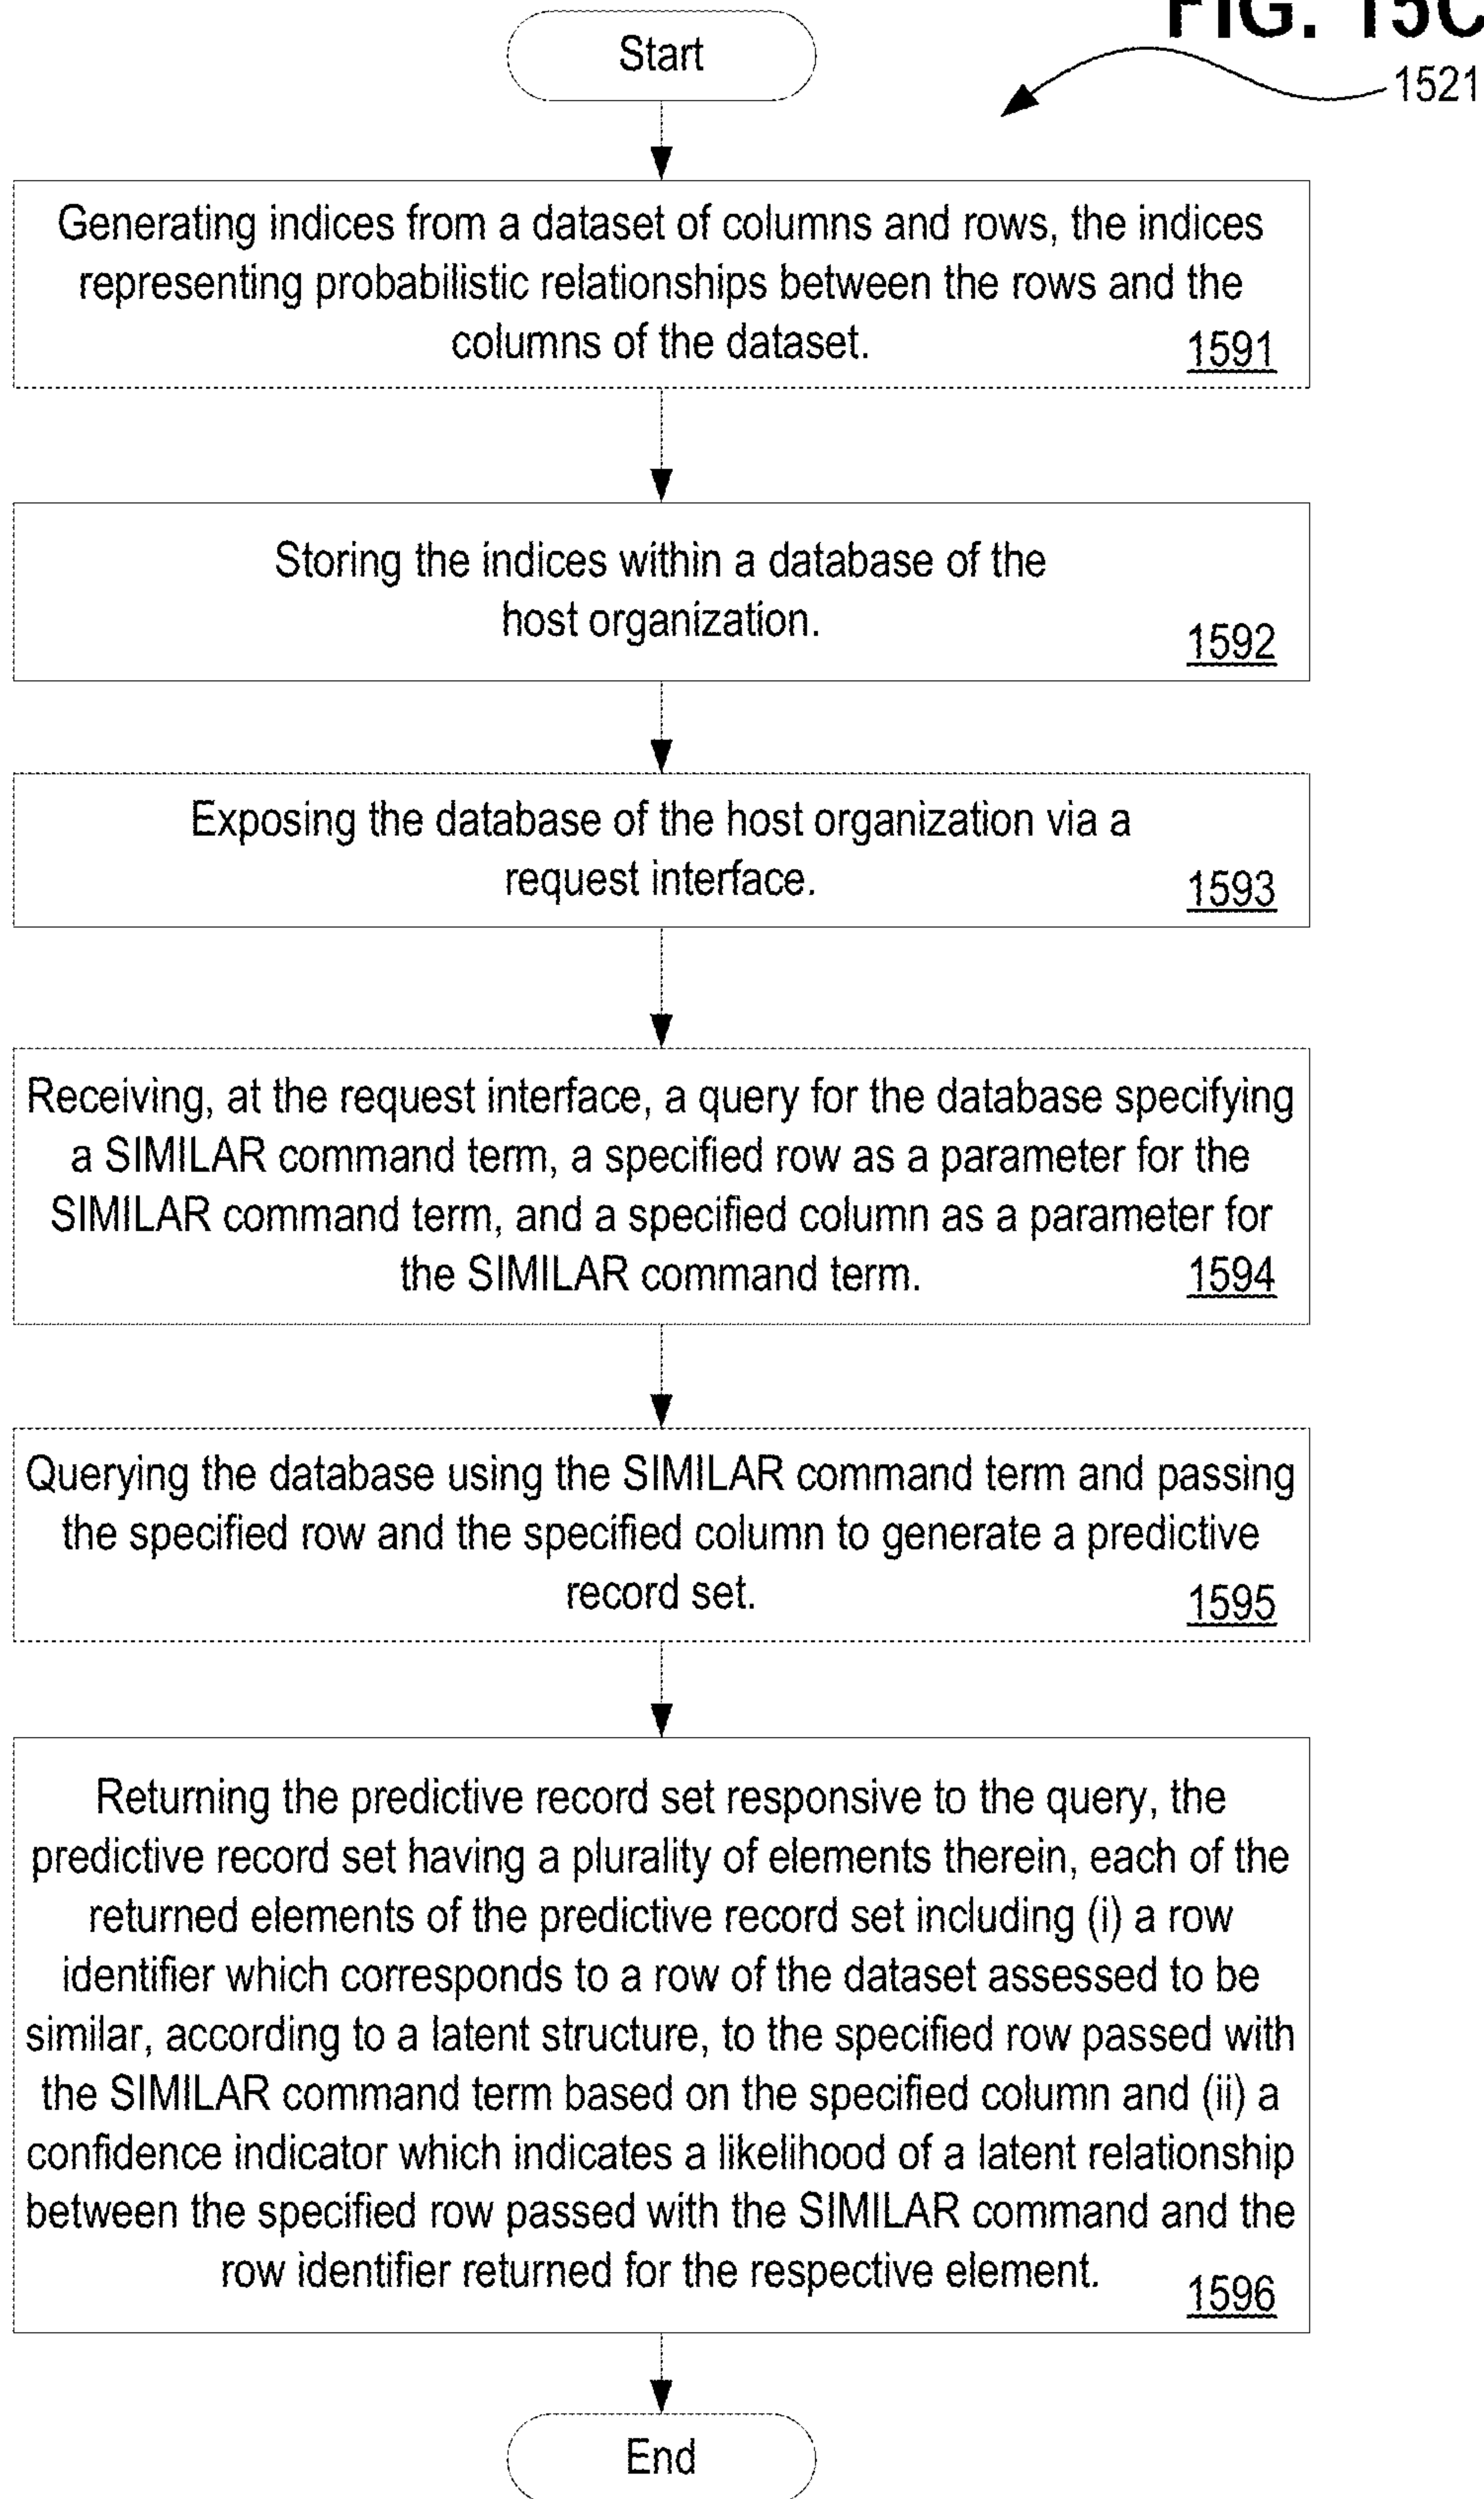 FIG. 15C
Start
1521
Generating indices from a dataset of columns and rows, the indices
representing probabilistic relationships between the rows and the
columns of the dataset.
1591
Storing the indices within a database of the
host organization.
1592
Exposing the database of the host organization via a
request interface.
1593
Receiving, at the request interface, a query for the database specifying
a SIMILAR command term, a specified row as a parameter for the
SIMILAR command term, and a specified column as a parameter for
the SIMILAR command term.
1594
Querying the database using the SIMILAR command term and passing
the specified row and the specified column to generate a predictive
record set.
1595
Returning the predictive record set responsive to the query, the
predictive record set having a plurality of elements therein, each of the
returned elements of the predictive record set including (i) a row
identifier which corresponds to a row of the dataset assessed to be
similar, according to a latent structure, to the specified row passed with
the SIMILAR command term based on the specified column and (ii) a
confidence indicator which indicates a likelihood of a latent relationship
between the specified row passed with the SIMILAR command and the
row identifier returned for the respective element.
1596
End